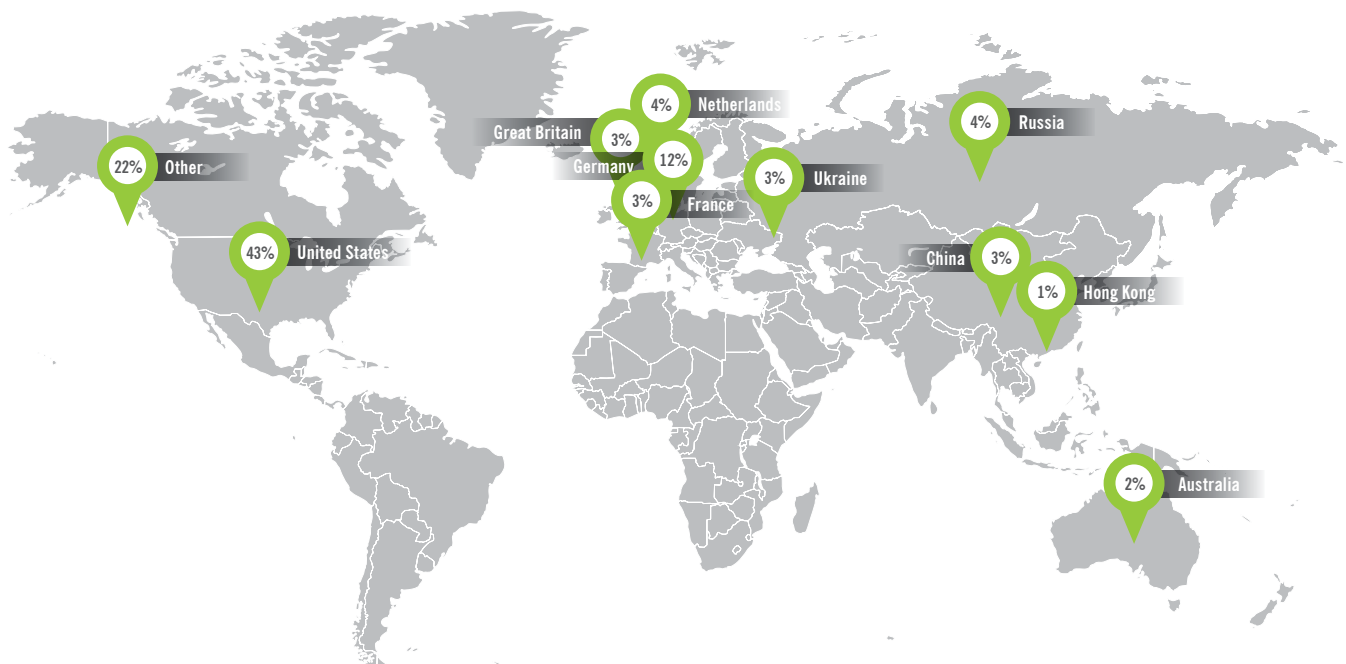 4% Netherlands
4% Russia
Great Britain 3%
Germany 12%
22% Other
3% Ukraine
3% France
43% United States
China 3%
1% Hong Kong
2% Australia